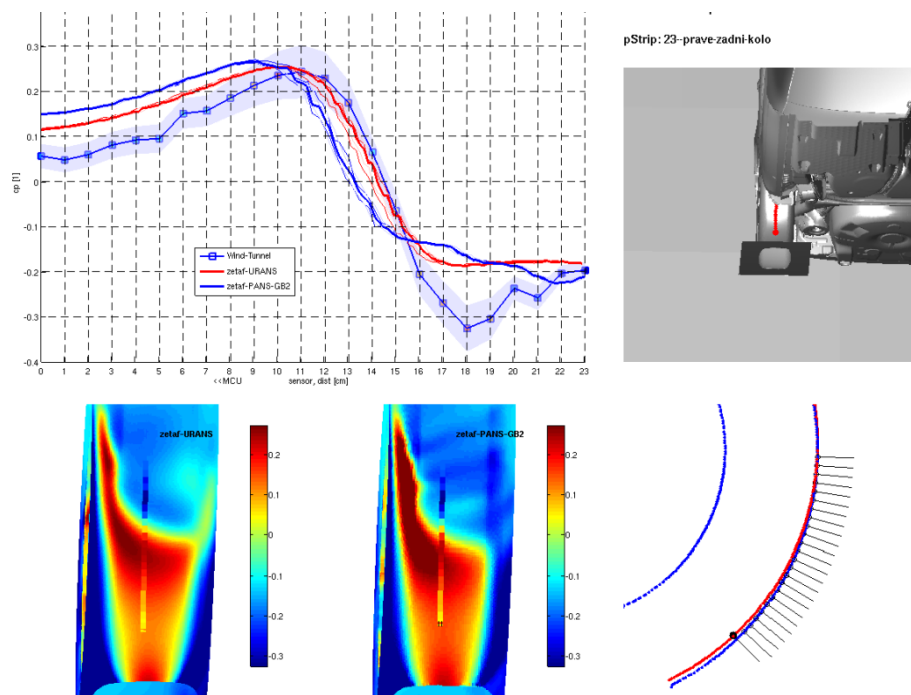 pStrip: 23--prave-zadni-kolo
0.3
0.2
0.1
0
-0.1
-0.2
-0.3
-0.4
cp [1]
Wind-Tunnel
zetaf-URANS
zetaf-PANS-GB2
0 1 2 3 4 5 6 7 8 9 10 11 12 13 14 15 16 17 18 19 20 21 22 23
<<MCU sensor, dist [cm]
zetaf-URANS
0.2
0.1
0
-0.1
-0.2
-0.3
zetaf-PANS-GB2
0.2
0.1
0
-0.1
-0.2
-0.3